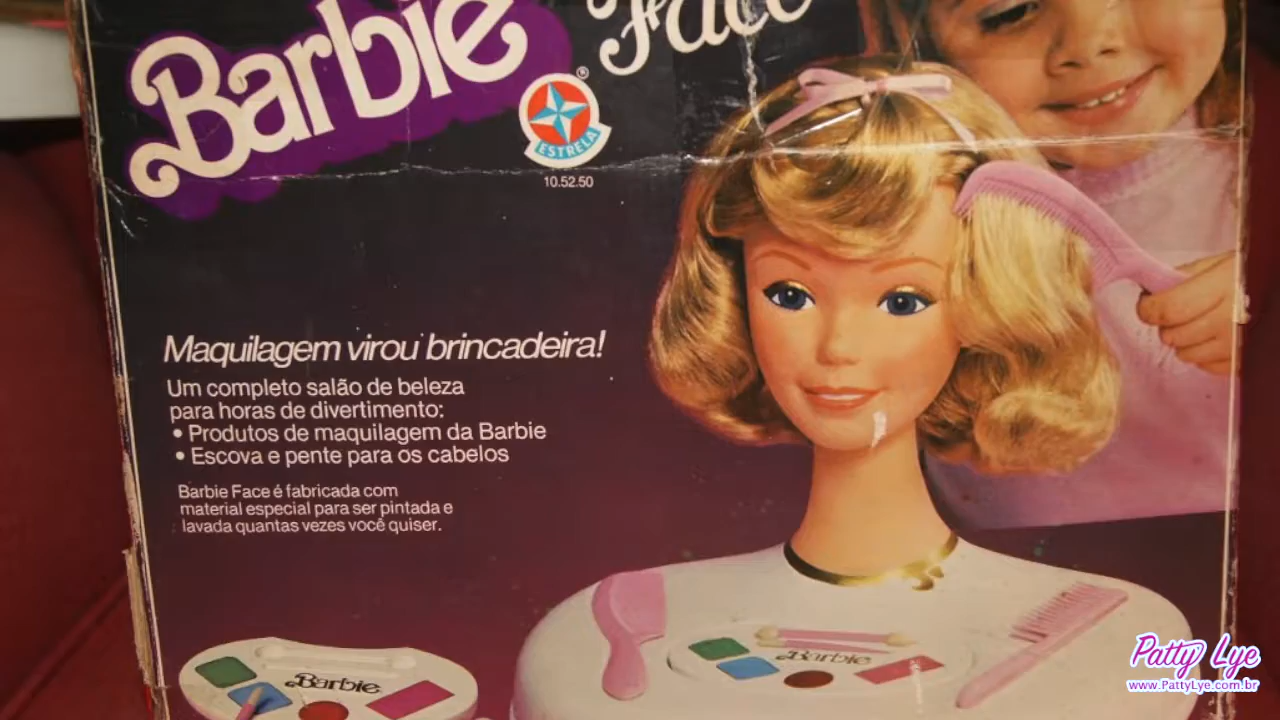 Barbie Face
ESTRELA
®
10.52.50
Maquilagem virou brincadeira!
Um completo salão de beleza
para horas de divertimento:
• Produtos de maquilagem da Barbie
• Escova e pente para os cabelos
Barbie Face é fabricada com
material especial para ser pintada e
lavada quantas vezes você quiser.
Barbie
Barbie
Patty Lye
www.PattyLye.com.br